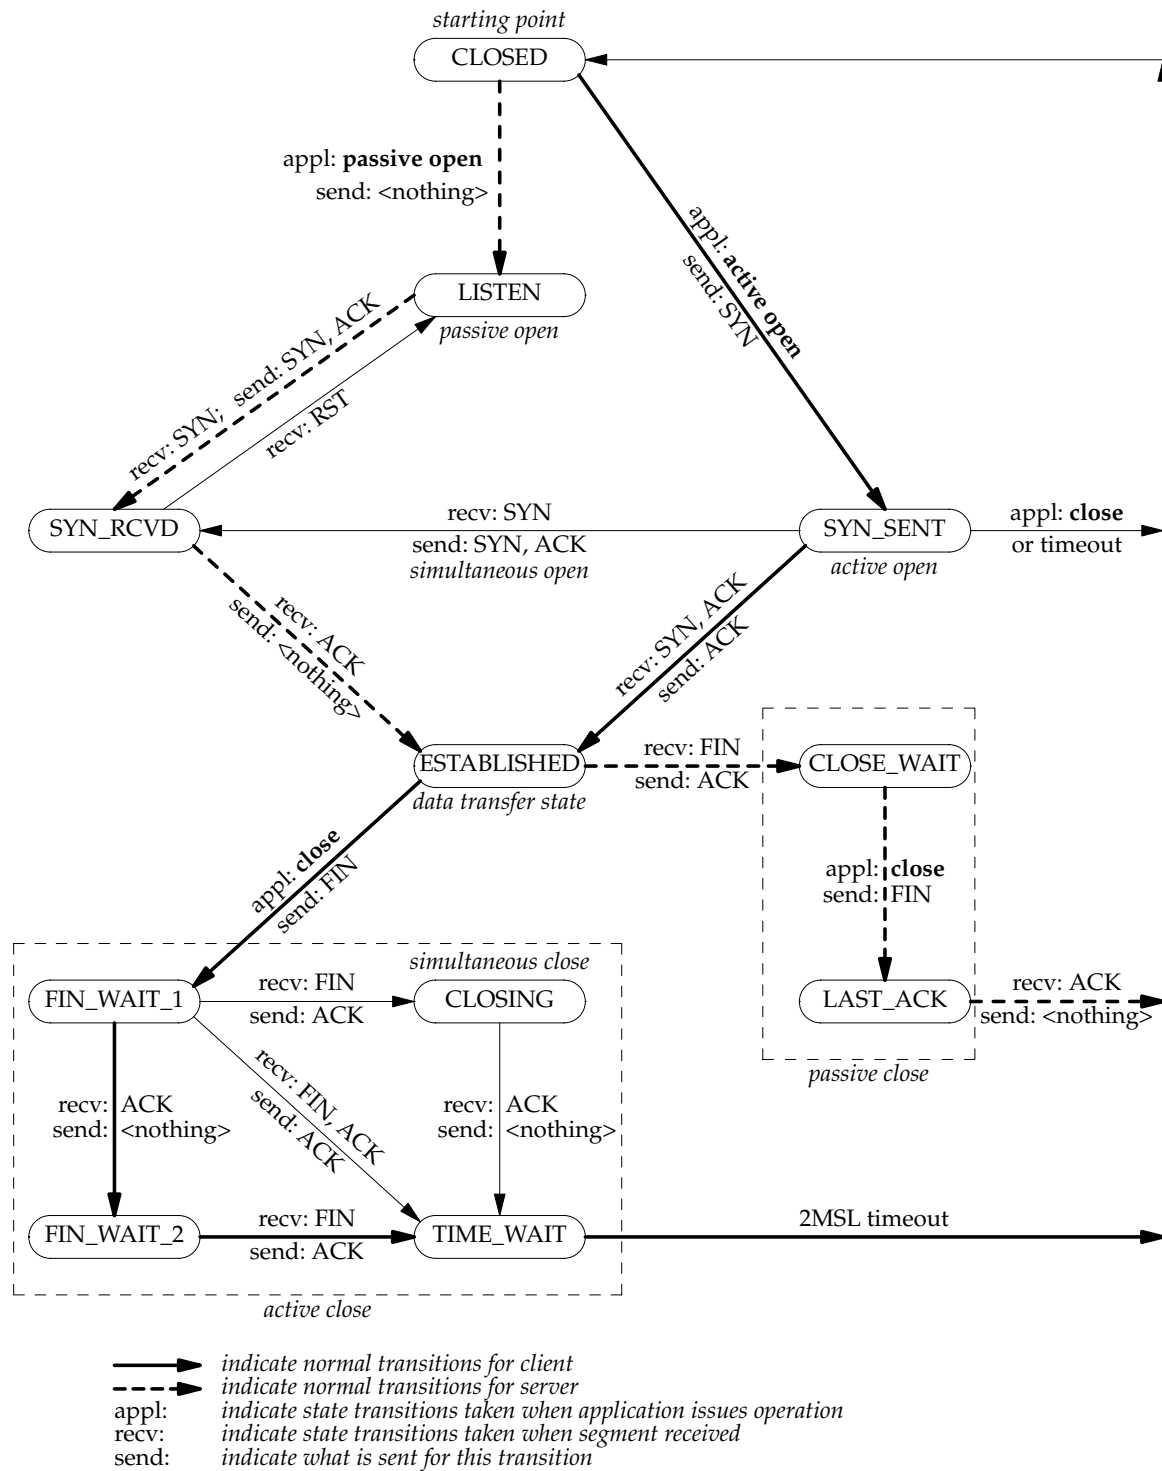 starting point
CLOSED
appl: passive open
send: <nothing>
appl: active open
send: SYN
LISTEN
passive open
recv: SYN; send: SYN, ACK
recv: RST
SYN_RCVD
recv: SYN
send: SYN, ACK
simultaneous open
SYN_SENT
active open
appl: close
or timeout
recv: ACK
send: <nothing>
recv: SYN, ACK
send: ACK
ESTABLISHED
data transfer state
recv: FIN
send: ACK
CLOSE_WAIT
appl: close
send: FIN
appl: close
send: FIN
simultaneous close
FIN_WAIT_1
recv: FIN
send: ACK
CLOSING
LAST_ACK
recv: ACK
send: <nothing>
passive close
recv: ACK
send: <nothing>
recv: FIN, ACK
send: ACK
recv: ACK
send: <nothing>
FIN_WAIT_2
recv: FIN
send: ACK
TIME_WAIT
2MSL timeout
active close
indicate normal transitions for client
indicate normal transitions for server
appl: indicate state transitions taken when application issues operation
recv: indicate state transitions taken when segment received
send: indicate what is sent for this transition